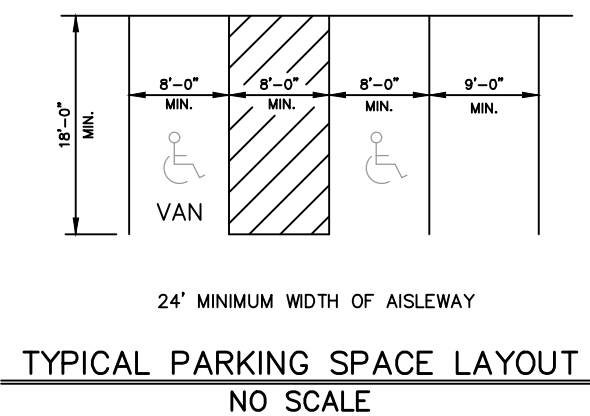 8'-0" 8'-0" 8'-0" 9'-0"
MIN. MIN. MIN. MIN.
18'-0"
MIN.
VAN
24' MINIMUM WIDTH OF AISLEWAY
TYPICAL PARKING SPACE LAYOUT
NO SCALE